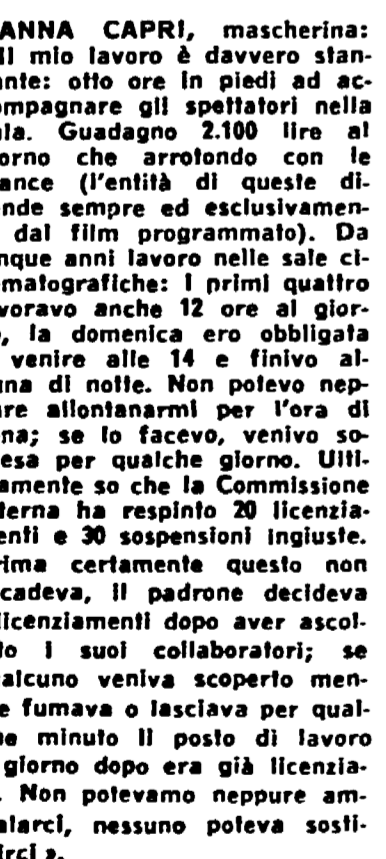 ANNA CAPRI, mascherina:
Il mio lavoro è davvero stan-
ante: otto ore in piedi ad ac-
ompagnare gli spettatori nella
la. Guadagno 2.100 lire al
orno che arrotondo con le
ance (l'entità di queste di-
nde sempre ed esclusivamen-
dal film programmato). Da
nque anni lavoro nelle sale ci-
matografiche: I primi quattro
voravo anche 12 ore al gior-
, la domenica ero obbligata
venire alle 14 e finivo al-
una di notte. Non potevo nep-
re allontanarmi per l'ora di
na; se lo facevo, venivo so-
esa per qualche giorno. Ulti-
amente so che la Commissione
terna ha respinto 20 licenzia-
enti e 30 sospensioni ingiuste.
rima certamente questo non
cadeva, il padrone decideva
licenziamenti dopo aver ascol-
to i suoi collaboratori; se
alcuno veniva scoperto men-
e fumava o lasciava per qual-
e minuto il posto di lavoro
giorno dopo era già licenzia-
. Non potevamo neppure am-
alarci, nessuno poteva sosti-
irci ».